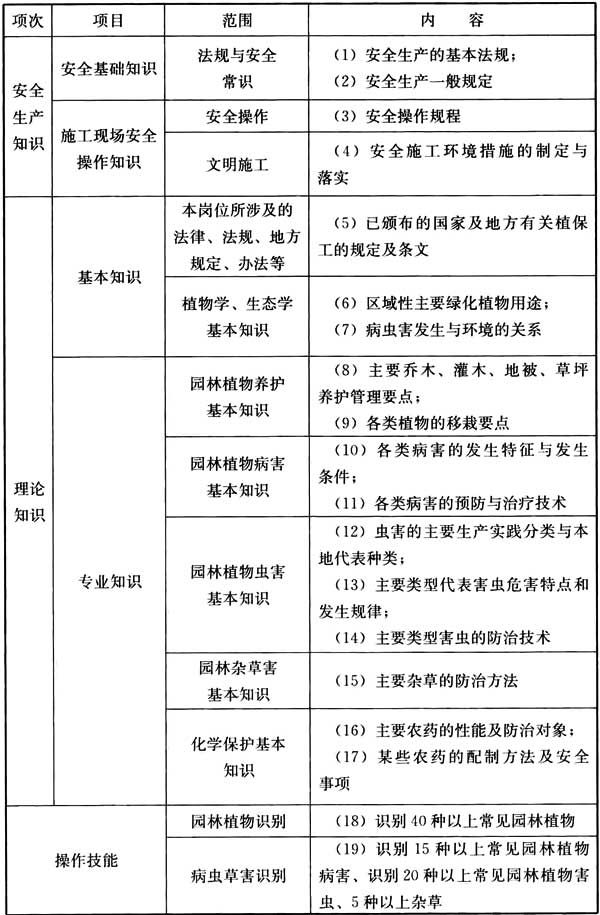 项次 项目 范围 内 容
安全
生产
知识
安全基础知识
法规与安全
常识
（1）安全生产的基本法规；
（2）安全生产一般规定
施工现场安全
操作知识
安全操作
（3）安全操作规程
文明施工
（4）安全施工环境措施的制定与
落实
理论
知识
基本知识
本岗位所涉及的
法律、法规、地方
规定、办法等
（5）已颁布的国家及地方有关植保
工的规定及条文
植物学、生态学
基本知识
（6）区域性主要绿化植物用途；
（7）病虫害发生与环境的关系
专业知识
园林植物养护
基本知识
（8）主要乔木、灌木、地被、草坪
养护管理要点；
（9）各类植物的移栽要点
园林植物病害
基本知识
（10）各类病害的发生特征与发生
条件；
（11）各类病害的预防与治疗技术
园林植物虫害
基本知识
（12）虫害的主要生产实践分类与本
地代表种类；
（13）主要类型代表害虫危害特点和
发生规律；
（14）主要类型害虫的防治技术
园林杂草害
基本知识
（15）主要杂草的防治方法
化学保护基本
知识
（16）主要农药的性能及防治对象；
（17）某些农药的配制方法及安全
事项
操作技能
园林植物识别
（18）识别40种以上常见园林植物
病虫草害识别
（19）识别15种以上常见园林植物
病害、识别20种以上常见园林植物害
虫、5种以上杂草